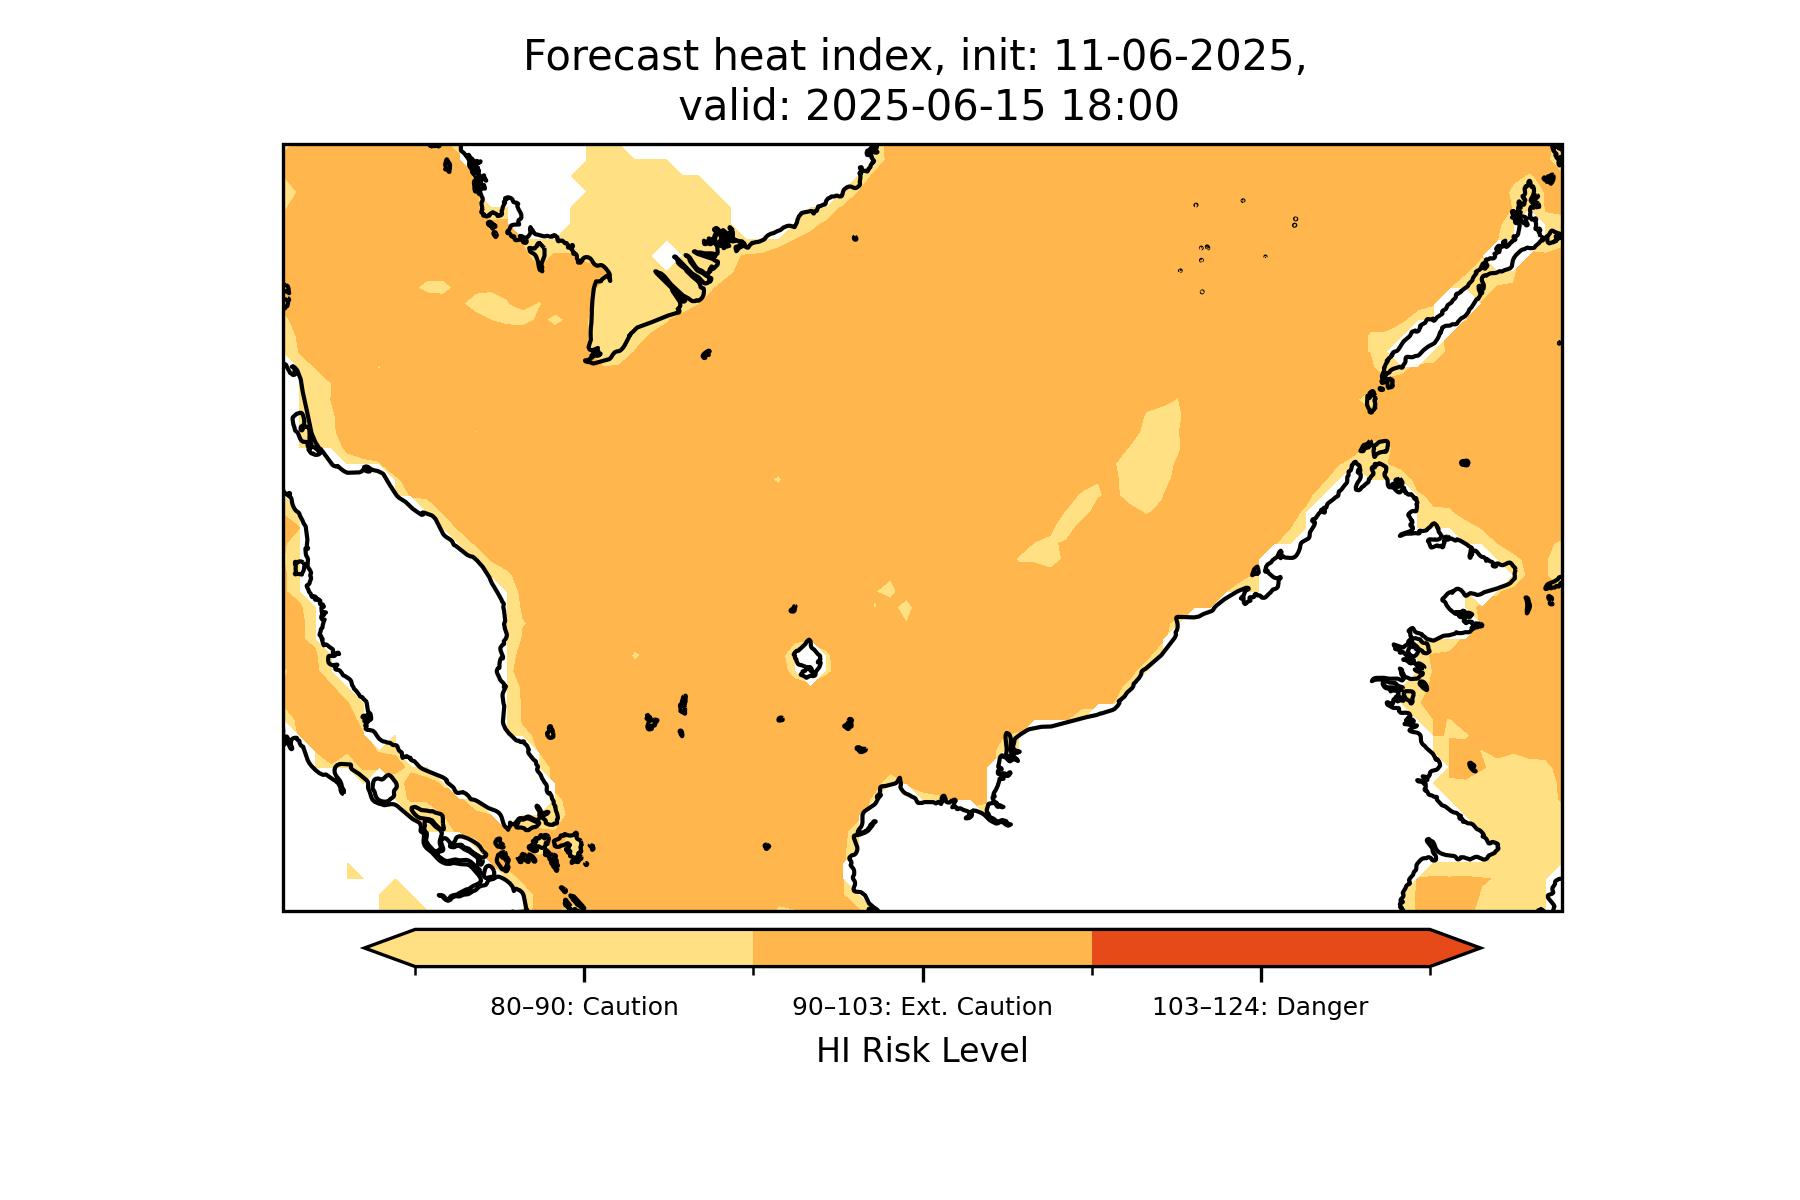 Forecast heat index, init: 11-06-2025,
valid: 2025-06-15 18:00
80–90: Caution
90–103: Ext. Caution
103–124: Danger
HI Risk Level